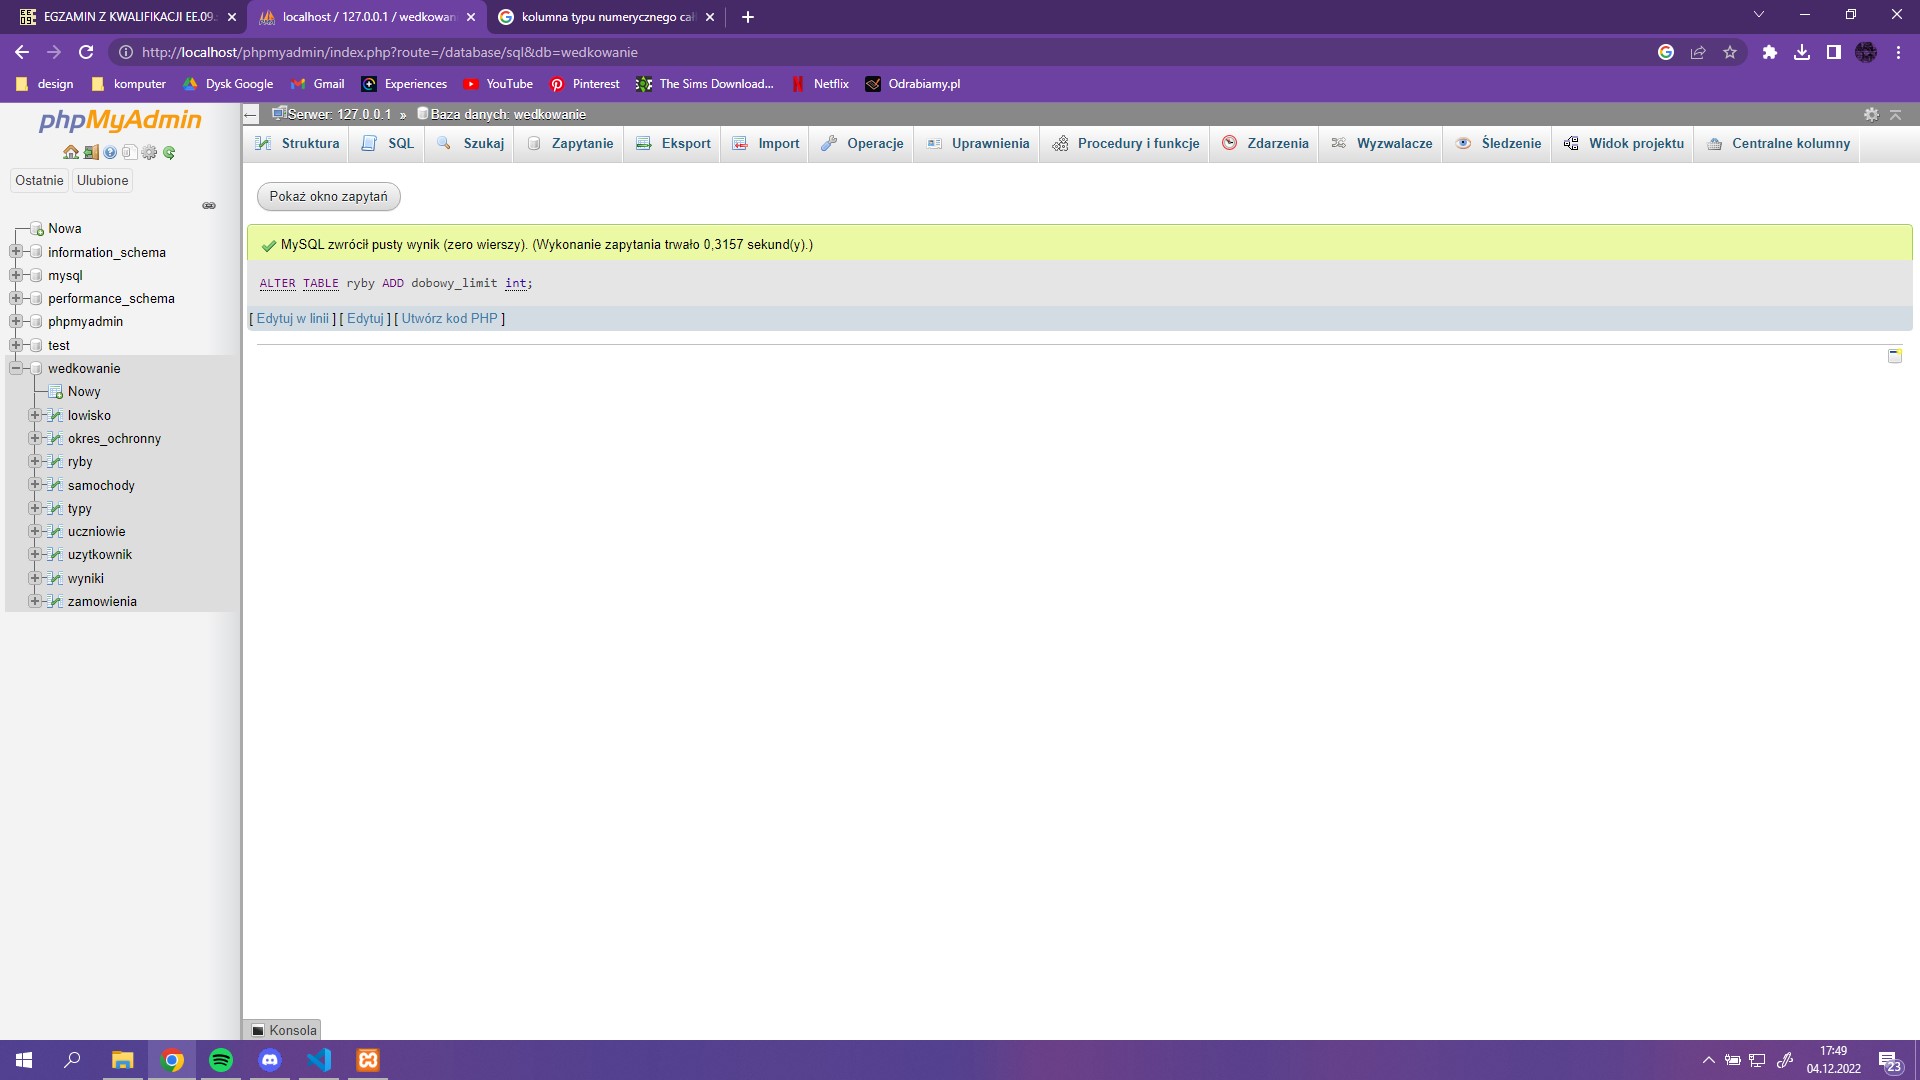 EGZAMIN Z KWALIFIKACJI EE.09.
localhost / 127.0.0.1 / wedkowan
kolumna typu numerycznego cał
http://localhost/phpmyadmin/index.php?route=/database/sql&db=wedkowanie
design
komputer
Dysk Google
Gmail
Experiences
YouTube
Pinterest
The Sims Download...
Netflix
Odrabiamy.pl
phpMyAdmin
Ostatnie
Ulubione
Nowa
information_schema
mysql
performance_schema
phpmyadmin
test
wedkowanie
Nowy
lowisko
okres_ochronny
ryby
samochody
typy
uczniowie
uzytkownik
wyniki
zamowienia
Serwer: 127.0.0.1 » Baza danych: wedkowanie
Struktura
SQL
Szukaj
Zapytanie
Eksport
Import
Operacje
Uprawnienia
Procedury i funkcje
Zdarzenia
Wyzwalacze
Śledzenie
Widok projektu
Centralne kolumny
Pokaż okno zapytań
MySQL zwrócił pusty wynik (zero wierszy). (Wykonanie zapytania trwało 0,3157 sekund(y).)
ALTER TABLE ryby ADD dobowy_limit int;
[ Edytuj w linii ] [ Edytuj ] [ Utwórz kod PHP ]
Konsola
17:49
04.12.2022
23